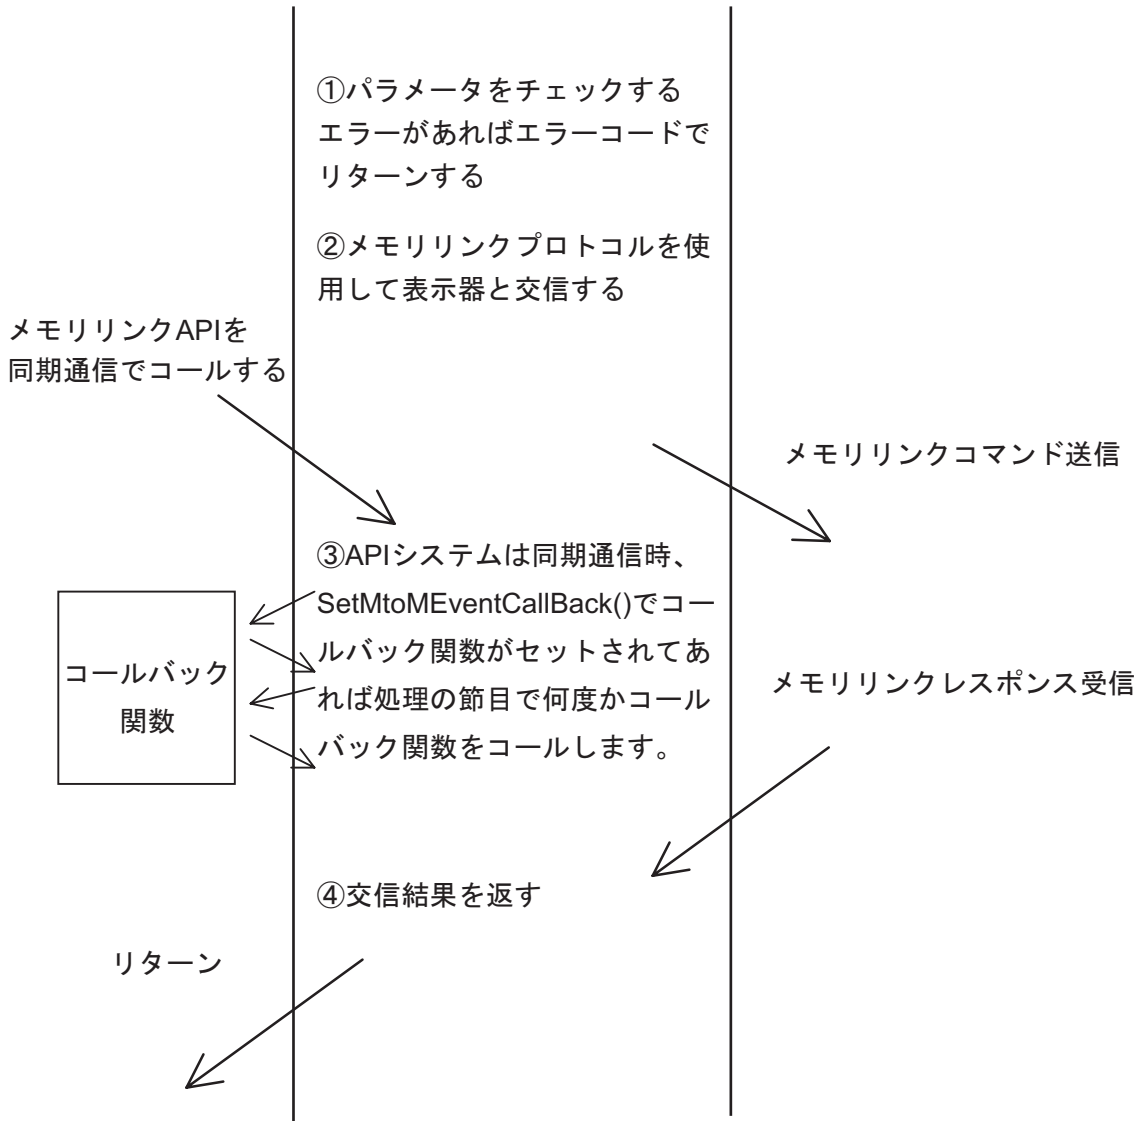 ①パラメータをチェックする
エラーがあればエラーコードで
リターンする
②メモリリンクプロトコルを使
用して表示器と交信する
メモリリンクAPIを
同期通信でコールする
メモリリンクコマンド送信
③APIシステムは同期通信時、
SetMtoMEventCallBack()でコー
ルバック関数がセットされてあ
れば処理の節目で何度かコール
バック関数をコールします。
コールバック
関数
メモリリンクレスポンス受信
④交信結果を返す
リターン